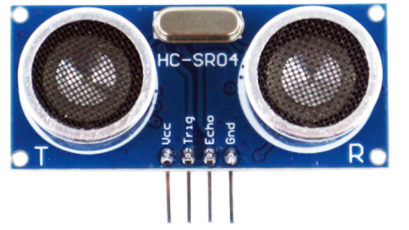 HC-SR04
Vcc
Trig
Echo
Gnd
T
R